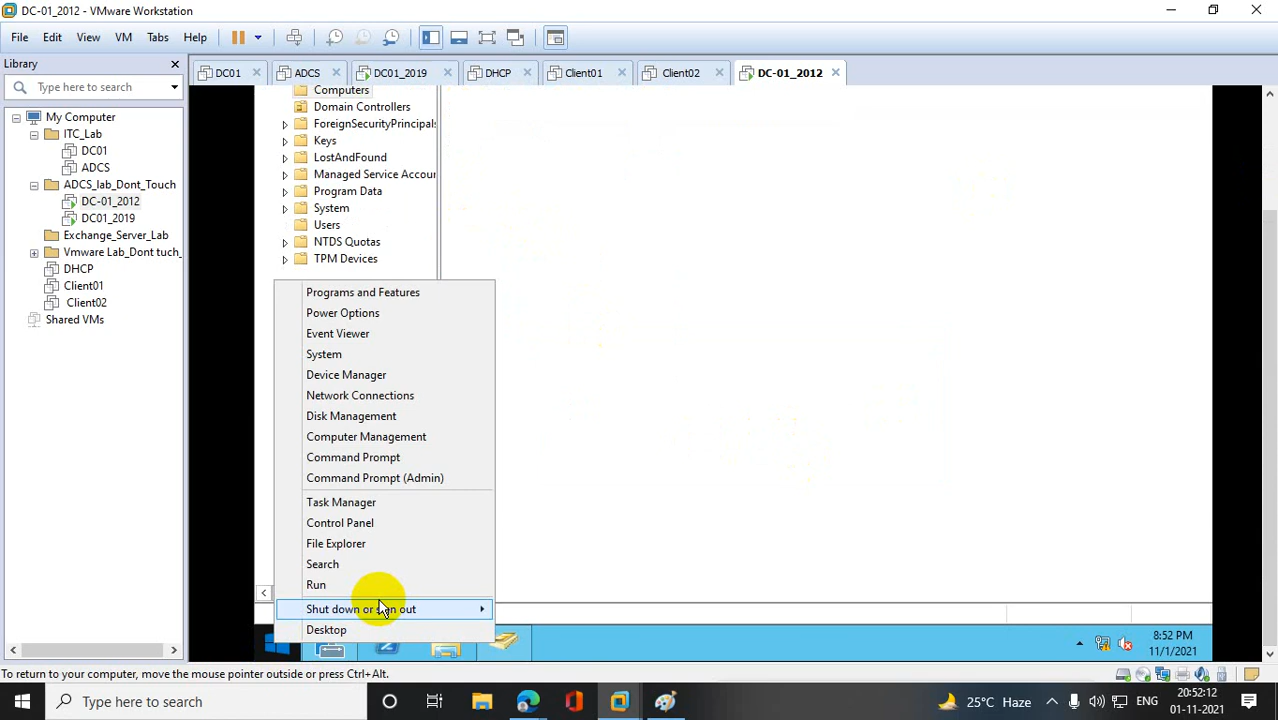 DC-01_2012 - VMware Workstation
File Edit View VM Tabs Help
Library
Type here to search
My Computer
ITC_Lab
DC01
ADCS
ADCS_lab_Dont_Touch
DC-01_2012
DC01_2019
Exchange_Server_Lab
Vmware Lab_Dont tuch_
DHCP
Client01
Client02
Shared VMs
DC01 ADCS DC01_2019 DHCP Client01 Client02 DC-01_2012
Computers
Domain Controllers
ForeignSecurityPrincipals
Keys
LostAndFound
Managed Service Accour
Program Data
System
Users
NTDS Quotas
TPM Devices
Programs and Features
Power Options
Event Viewer
System
Device Manager
Network Connections
Disk Management
Computer Management
Command Prompt
Command Prompt (Admin)
Task Manager
Control Panel
File Explorer
Search
Run
Shut down or sign out
Desktop
8:52 PM
11/1/2021
To return to your computer, move the mouse pointer outside or press Ctrl+Alt.
Type here to search
25°C Haze
ENG
20:52:12
01-11-2021